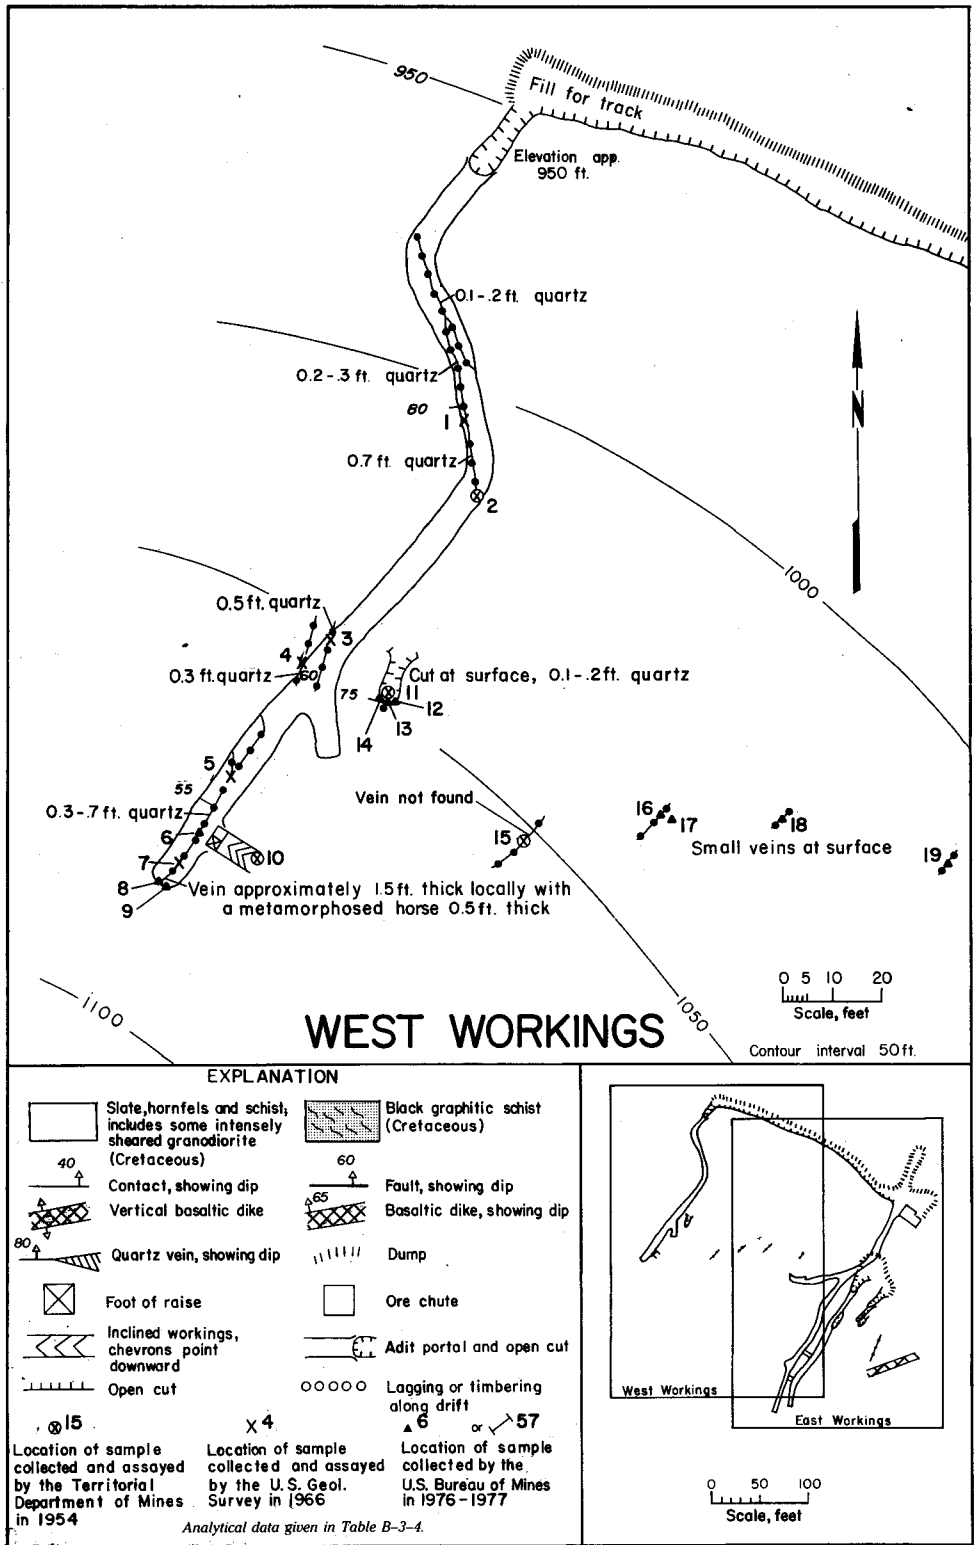 950
Fill for track
Elevation app.
950 ft.
0.1-.2 ft. quartz
0.2-.3 ft. quartz
80
1
N
0.7 ft. quartz
2
1000
0.5 ft. quartz
3
4
0.3 ft. quartz
60
Cut at surface, 0.1-.2 ft. quartz
75
11
12
13
14
5
55
Vein not found
0.3-.7 ft. quartz
16
17
18
15
6
Small veins at surface
19
7
10
8
Vein approximately 1.5 ft. thick locally with
a metamorphosed horse 0.5 ft. thick
9
0 5 10 20
Scale, feet
1100
1050
WEST WORKINGS
Contour interval 50 ft.
EXPLANATION
Slate, hornfels and schist;
includes some intensely
sheared granodiorite
(Cretaceous)
Black graphitic schist
(Cretaceous)
40
Contact, showing dip
60
Fault, showing dip
Vertical basaltic dike
65
Basaltic dike, showing dip
80
Quartz vein, showing dip
Dump
Foot of raise
Ore chute
Inclined workings,
chevrons point
downward
Adit portal and open cut
Open cut
Lagging or timbering
along drift
15
Location of sample
collected and assayed
by the Territorial
Department of Mines
in 1954
4
Location of sample
collected and assayed
by the U.S. Geol.
Survey in 1966
6 or 57
Location of sample
collected by the
U.S. Bureau of Mines
in 1976-1977
Analytical data given in Table B-3-4.
West Workings
East Workings
0 50 100
Scale, feet